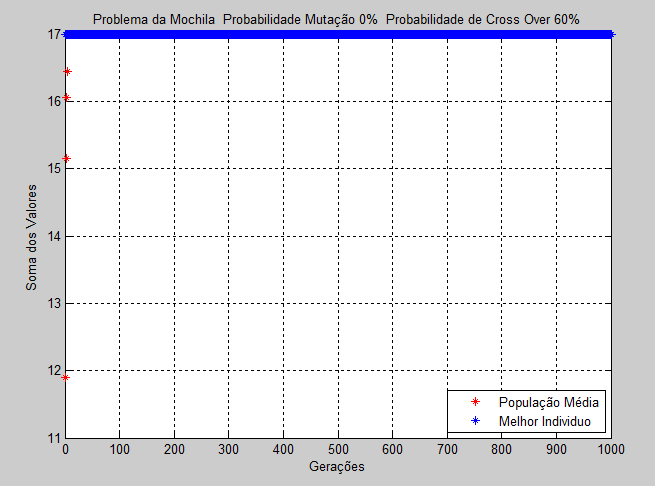 Problema da Mochila  Probabilidade Mutação 0%  Probabilidade de Cross Over 60%
17
16
15
14
13
12
11
Soma dos Valores
0 100 200 300 400 500 600 700 800 900 1000
Gerações
População Média
Melhor Individuo